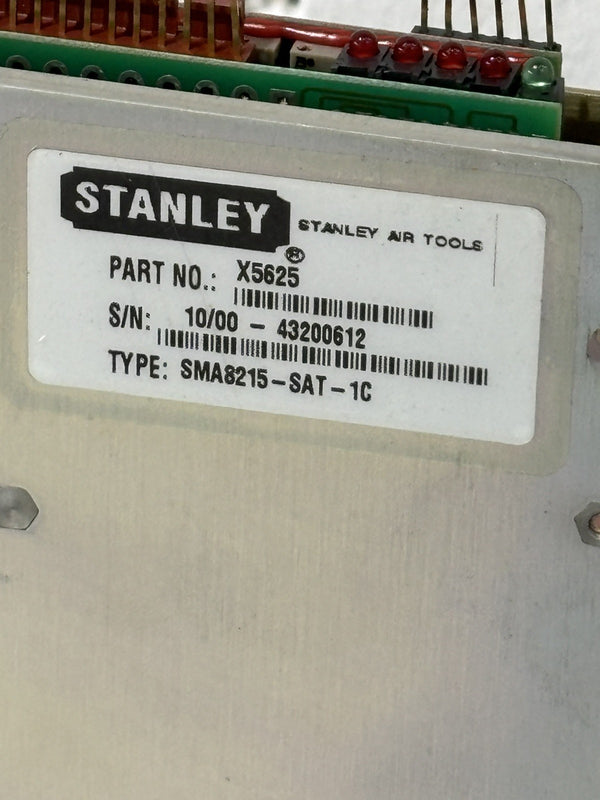 STANLEY® STANLEY AIR TOOLS
PART NO.: X5625
S/N: 10/00 - 43200612
TYPE: SMA8215-SAT-1C